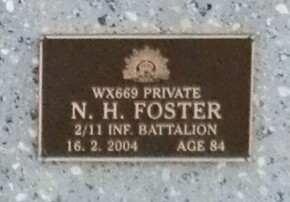 WX669 PRIVATE
N. H. FOSTER
2/11 INF. BATTALION
16. 2. 2004 AGE 84